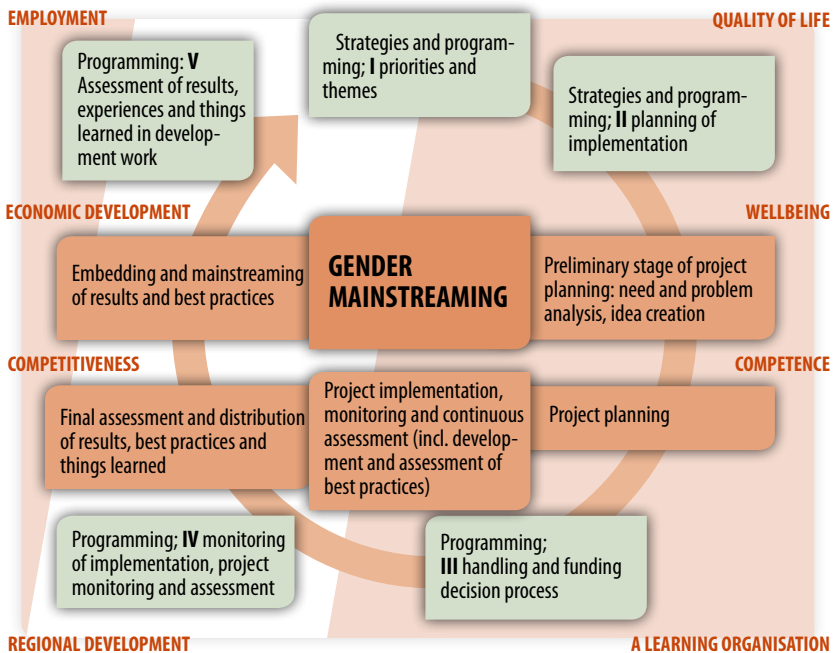 EMPLOYMENT
QUALITY OF LIFE
Programming: V
Assessment of results,
experiences and things
learned in develop-
ment work
Strategies and program-
ming; I priorities and
themes
Strategies and program-
ming; II planning of
implementation
ECONOMIC DEVELOPMENT
WELLBEING
Embedding and mainstreaming
of results and best practices
GENDER
MAINSTREAMING
Preliminary stage of project
planning: need and problem
analysis, idea creation
COMPETITIVENESS
COMPETENCE
Final assessment and distribution
of results, best practices and
things learned
Project implementation,
monitoring and continuous
assessment (incl. develop-
ment and assessment of
best practices)
Project planning
Programming; IV monitoring
of implementation, project
monitoring and assessment
Programming;
III handling and funding
decision process
REGIONAL DEVELOPMENT
A LEARNING ORGANISATION